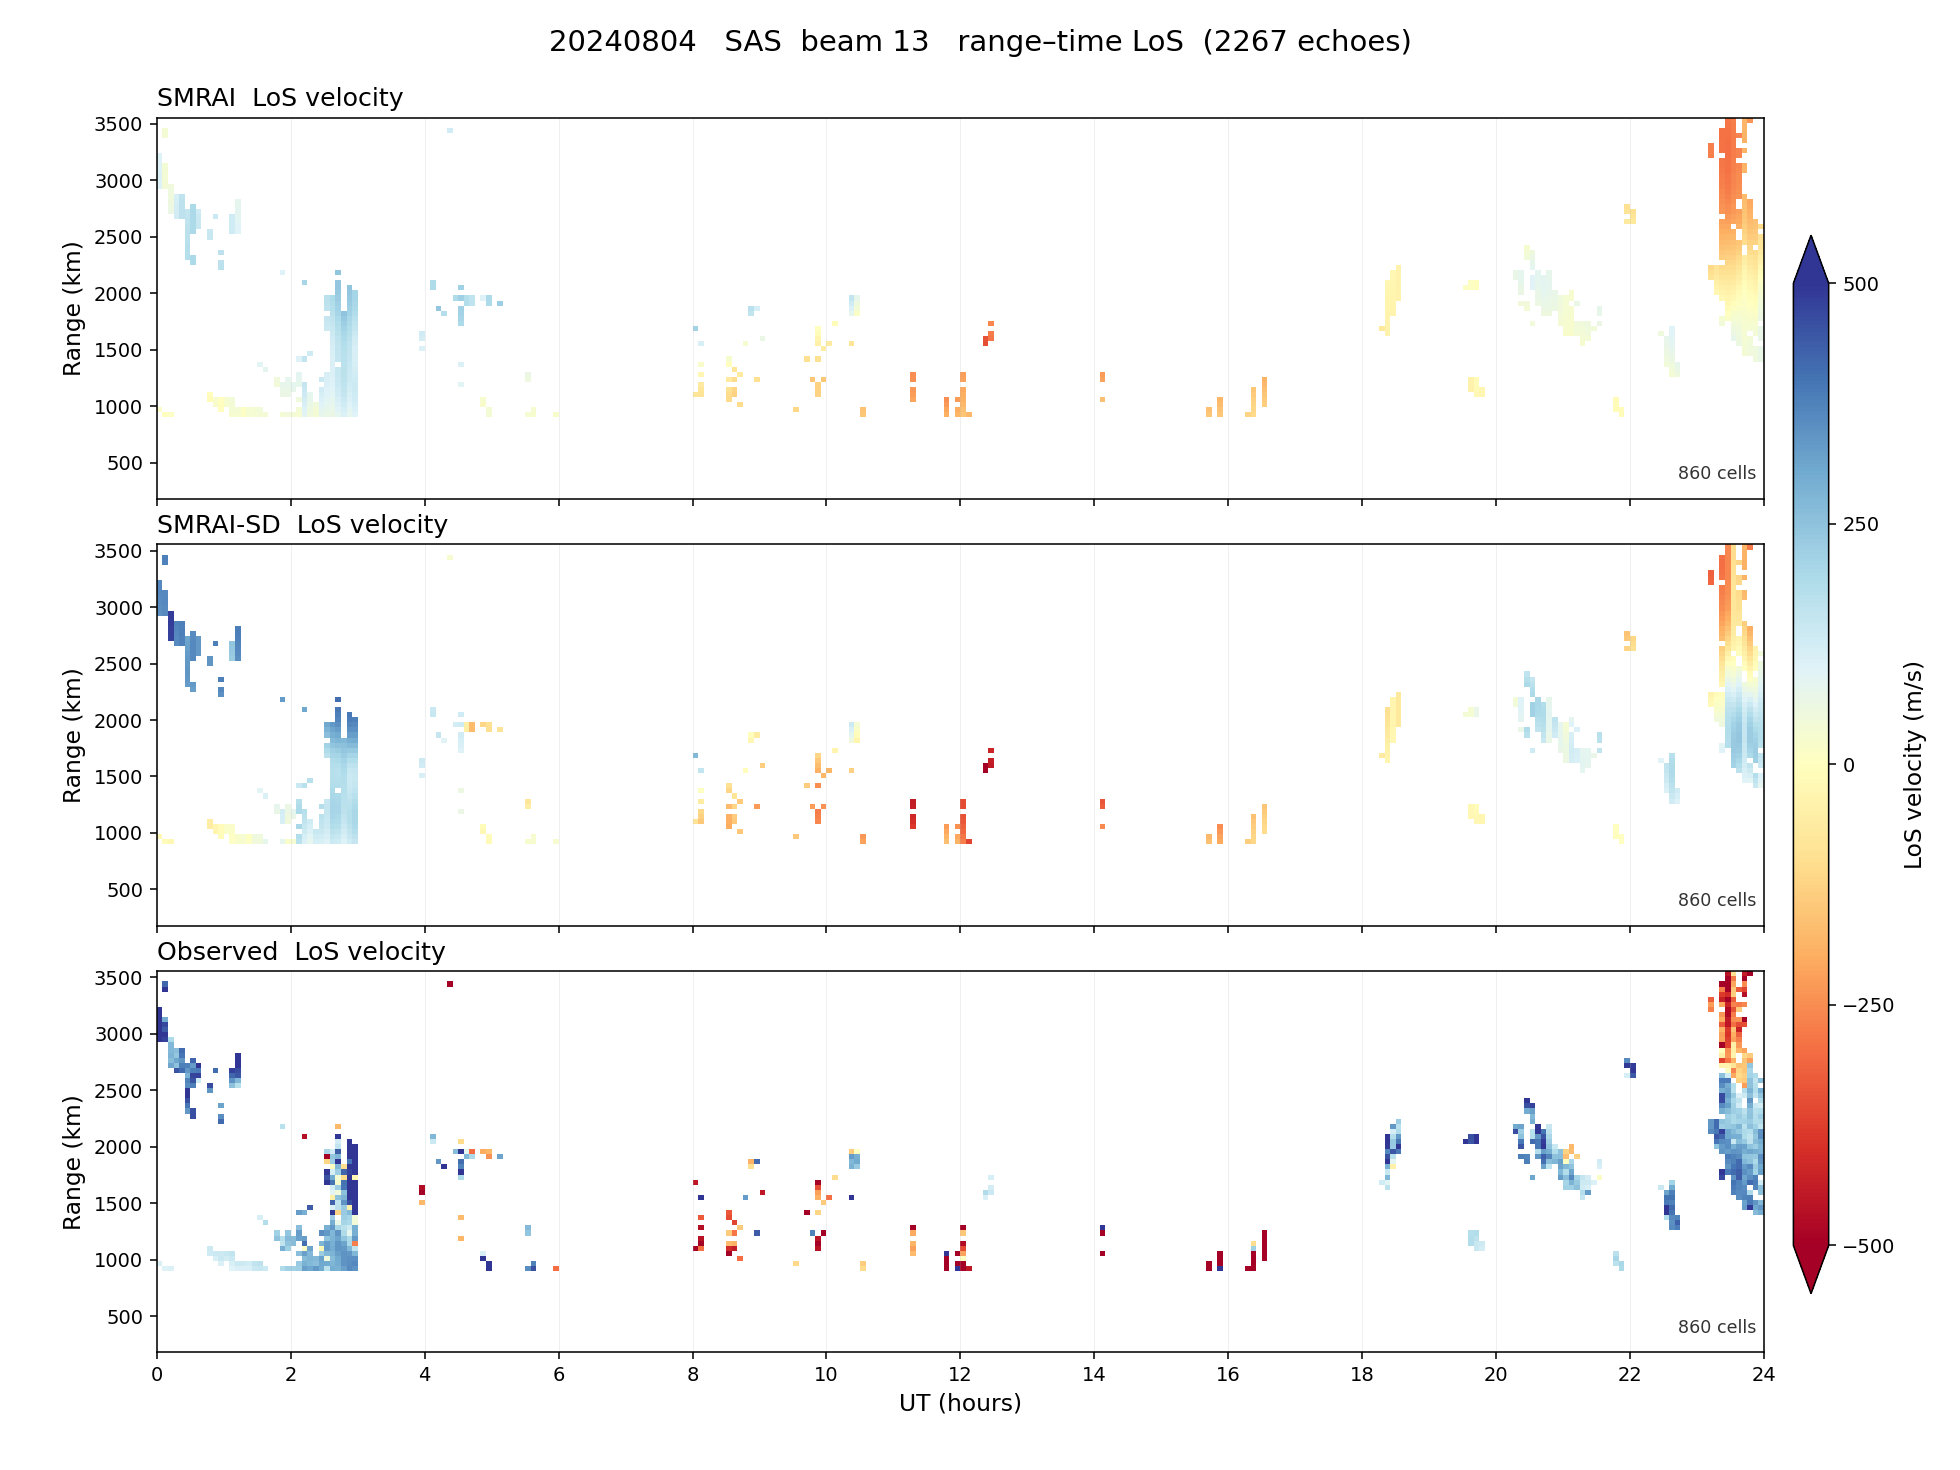 20240804   SAS  beam 13   range–time LoS  (2267 echoes)
SMRAI  LoS velocity
3500
3000
2500
2000
1500
1000
500
Range (km)
860 cells
SMRAI-SD  LoS velocity
3500
3000
2500
2000
1500
1000
500
Range (km)
860 cells
Observed  LoS velocity
3500
3000
2500
2000
1500
1000
500
Range (km)
860 cells
0 2 4 6 8 10 12 14 16 18 20 22 24
UT (hours)
500
250
0
−250
−500
LoS velocity (m/s)